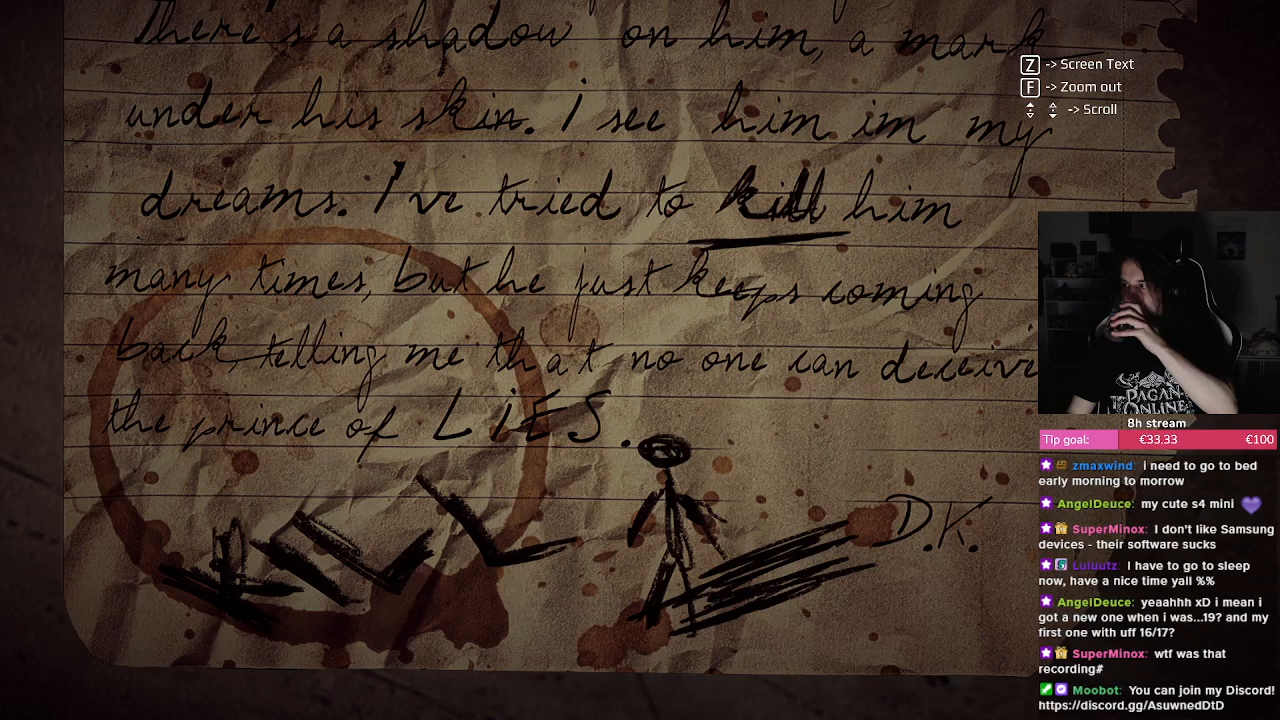 There's a shadow on him, a mark
under his skin. I see him im my
dreams. I've tried to kill him
many times, but he just keeps coming
back, telling me that no one can deceive
the prince of LiES.
KILL
D.K.
Z -> Screen Text
F -> Zoom out
-> Scroll
PAGAN
ONLINE
8h stream
Tip goal: €33.33 €100
zmaxwind: i need to go to bed
early morning to morrow
AngelDeuce: my cute s4 mini
SuperMinox: I don't like Samsung
devices - their software sucks
Luluutz: I have to go to sleep
now, have a nice time yall %%
AngelDeuce: yeaahhh xD i mean i
got a new one when i was...19? and my
first one with uff 16/17?
SuperMinox: wtf was that
recording#
Moobot: You can join my Discord!
https://discord.gg/AsuwnedDtD